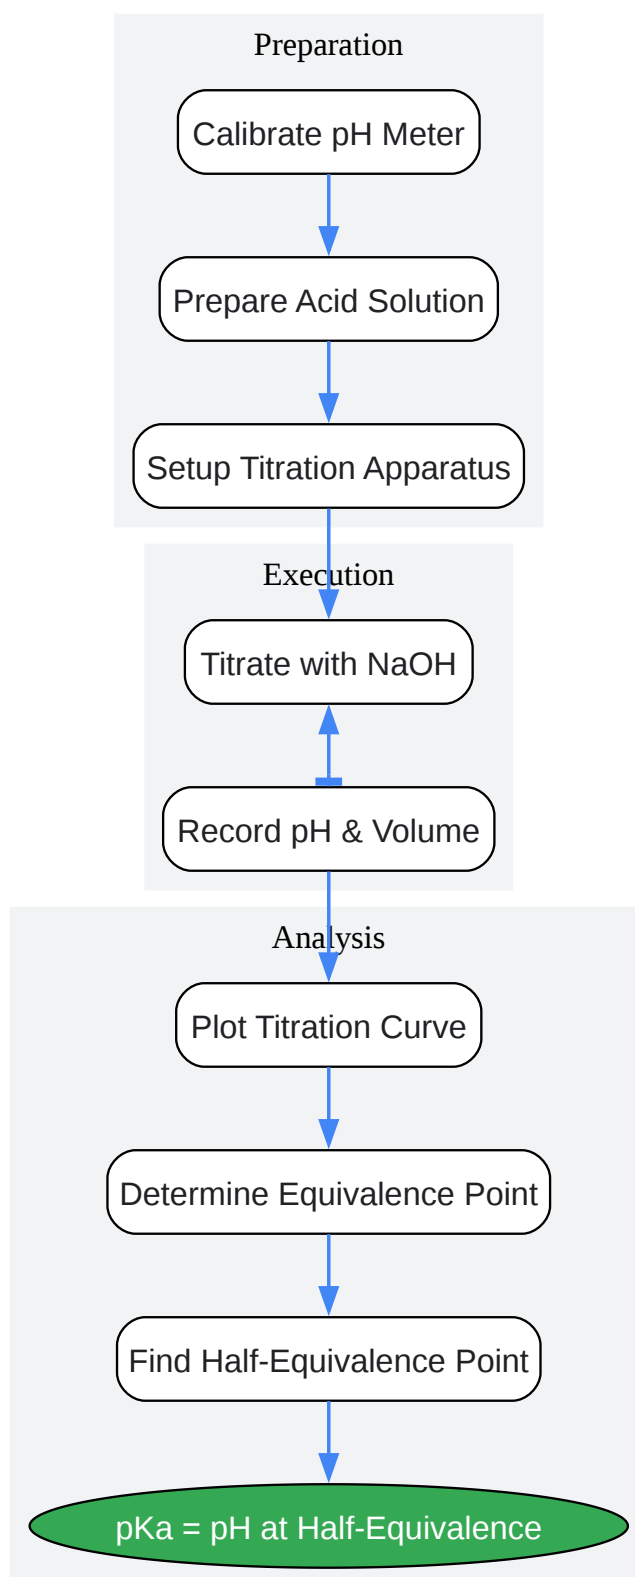 Preparation
Calibrate pH Meter
Prepare Acid Solution
Setup Titration Apparatus
Execution
Titrate with NaOH
Record pH & Volume
Analysis
Plot Titration Curve
Determine Equivalence Point
Find Half-Equivalence Point
pKa = pH at Half-Equivalence